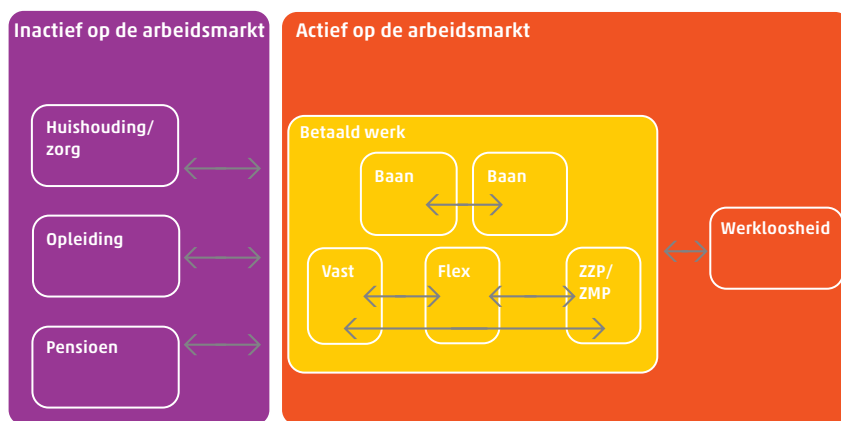 Inactief op de arbeidsmarkt
Huishouding/
zorg
Opleiding
Pensioen
Actief op de arbeidsmarkt
Betaald werk
Baan
Baan
Vast
Flex
ZZP/
ZMP
Werkloosheid